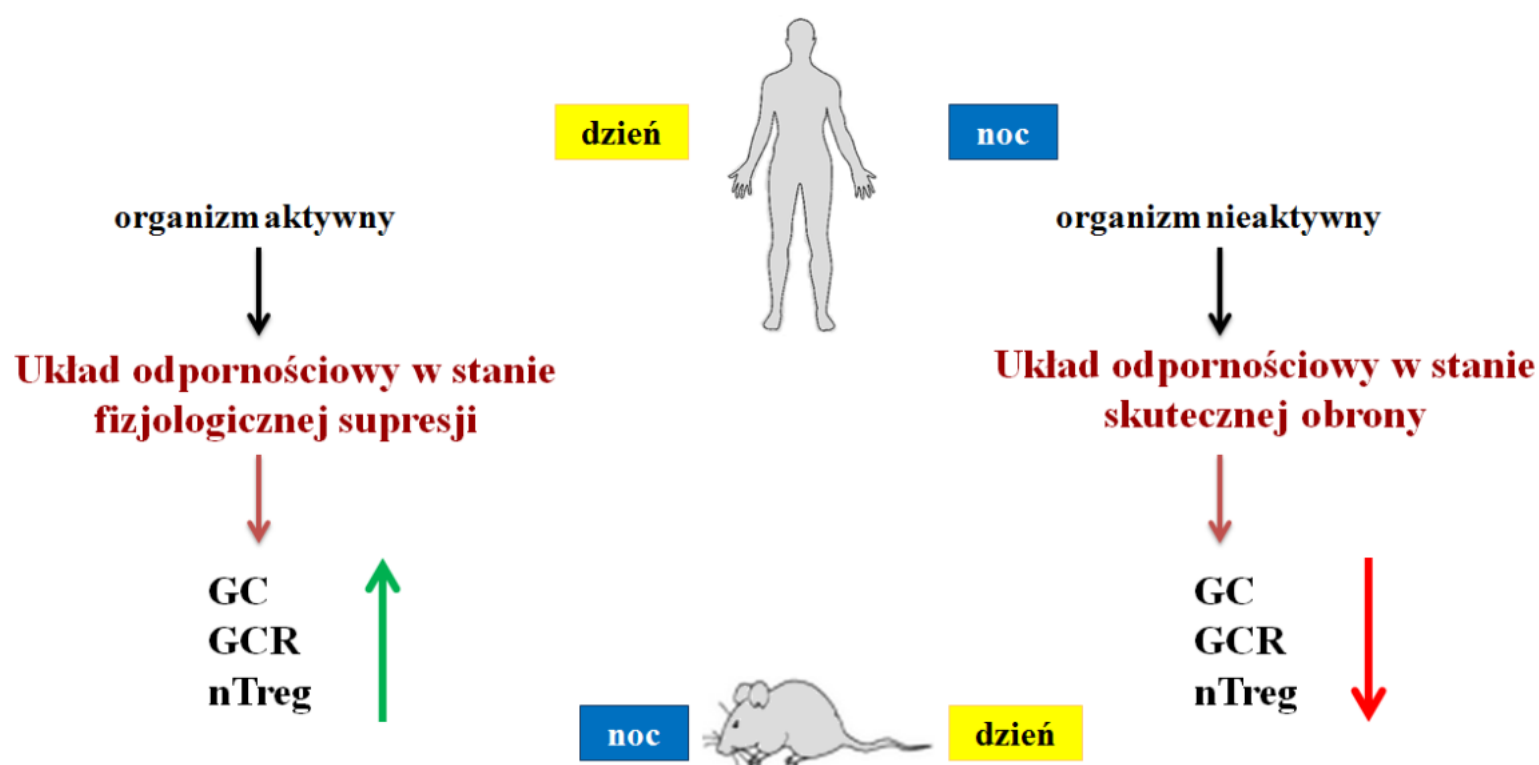 dzień
noc
organizm aktywny
organizm nieaktywny
Układ odpornościowy w stanie
fizjologicznej supresji
Układ odpornościowy w stanie
skutecznej obrony
GC
GCR
nTreg
GC
GCR
nTreg
noc
dzień